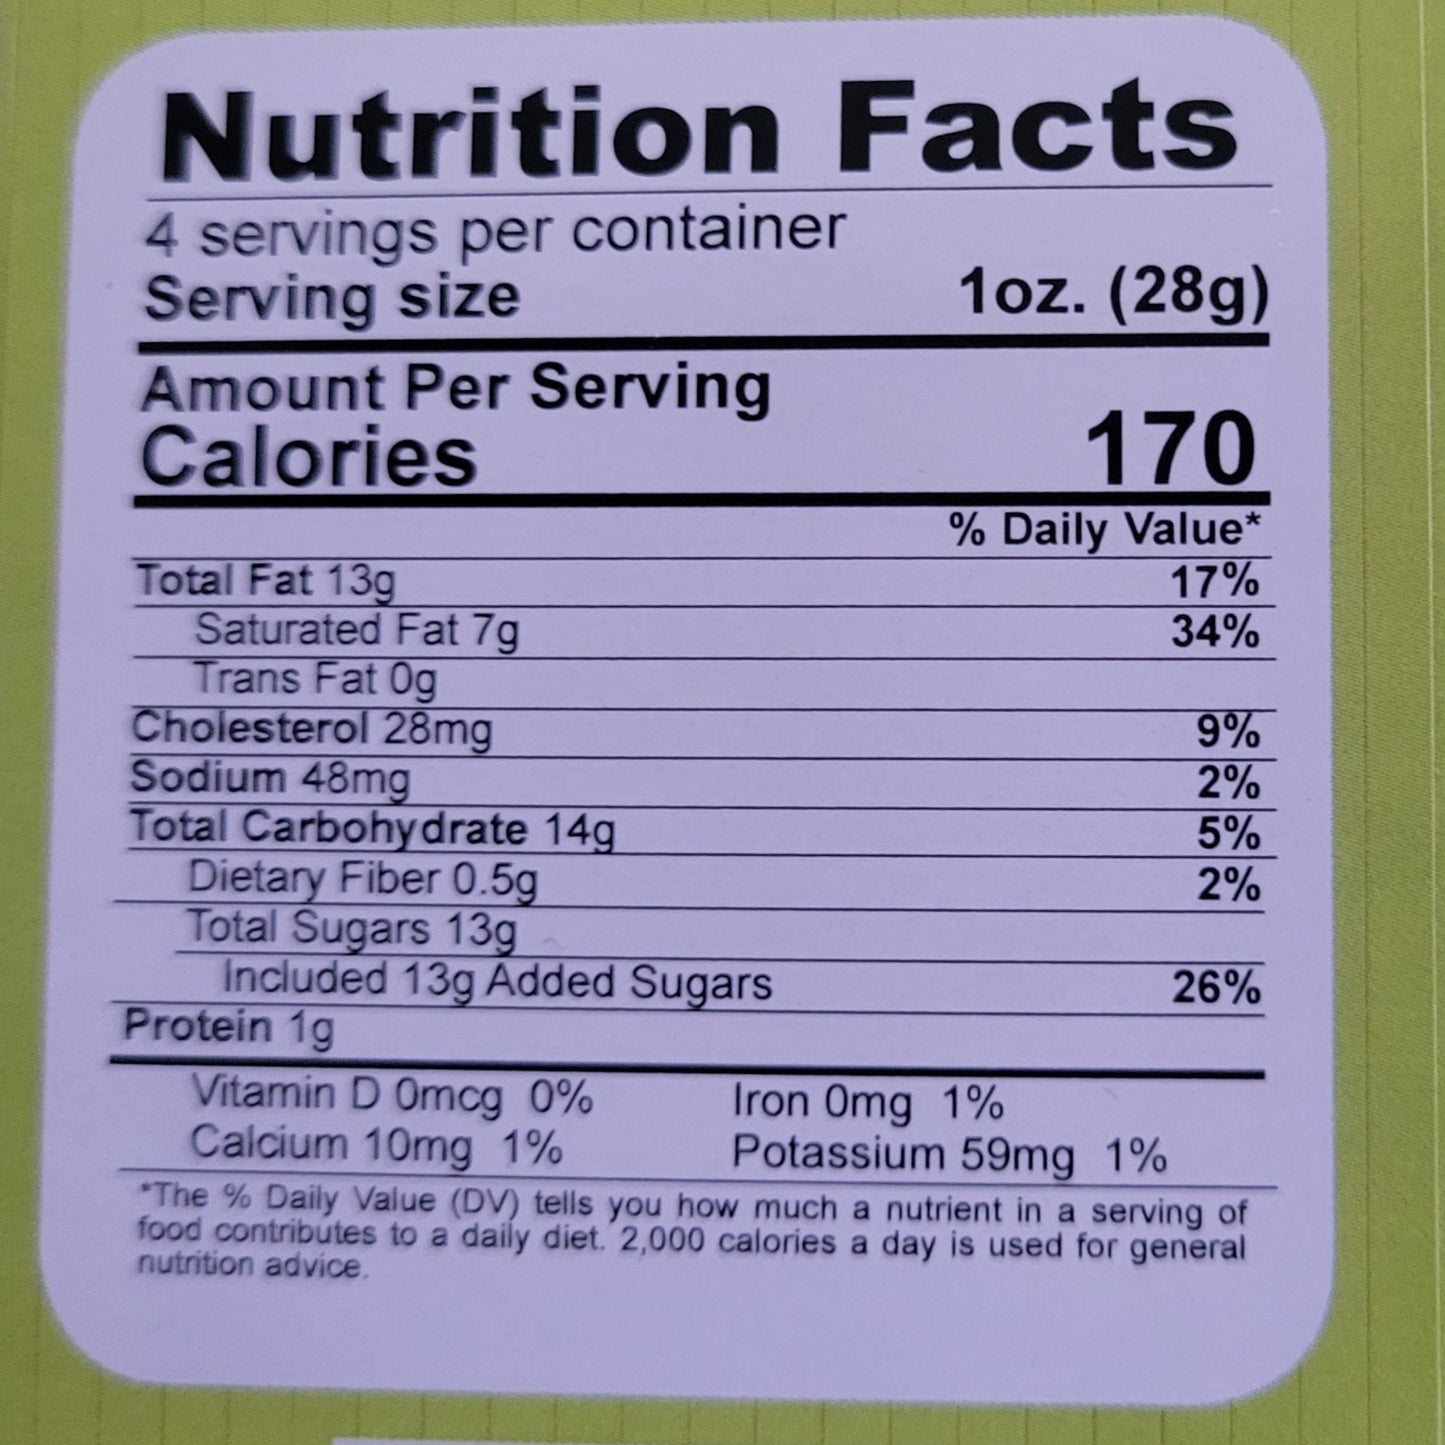 Nutrition Facts
4 servings per container
Serving size 1oz. (28g)
Amount Per Serving
Calories 170
% Daily Value*
Total Fat 13g 17%
Saturated Fat 7g 34%
Trans Fat 0g
Cholesterol 28mg 9%
Sodium 48mg 2%
Total Carbohydrate 14g 5%
Dietary Fiber 0.5g 2%
Total Sugars 13g
Included 13g Added Sugars 26%
Protein 1g
Vitamin D 0mcg 0% Iron 0mg 1%
Calcium 10mg 1% Potassium 59mg 1%
*The % Daily Value (DV) tells you how much a nutrient in a serving of
food contributes to a daily diet. 2,000 calories a day is used for general
nutrition advice.